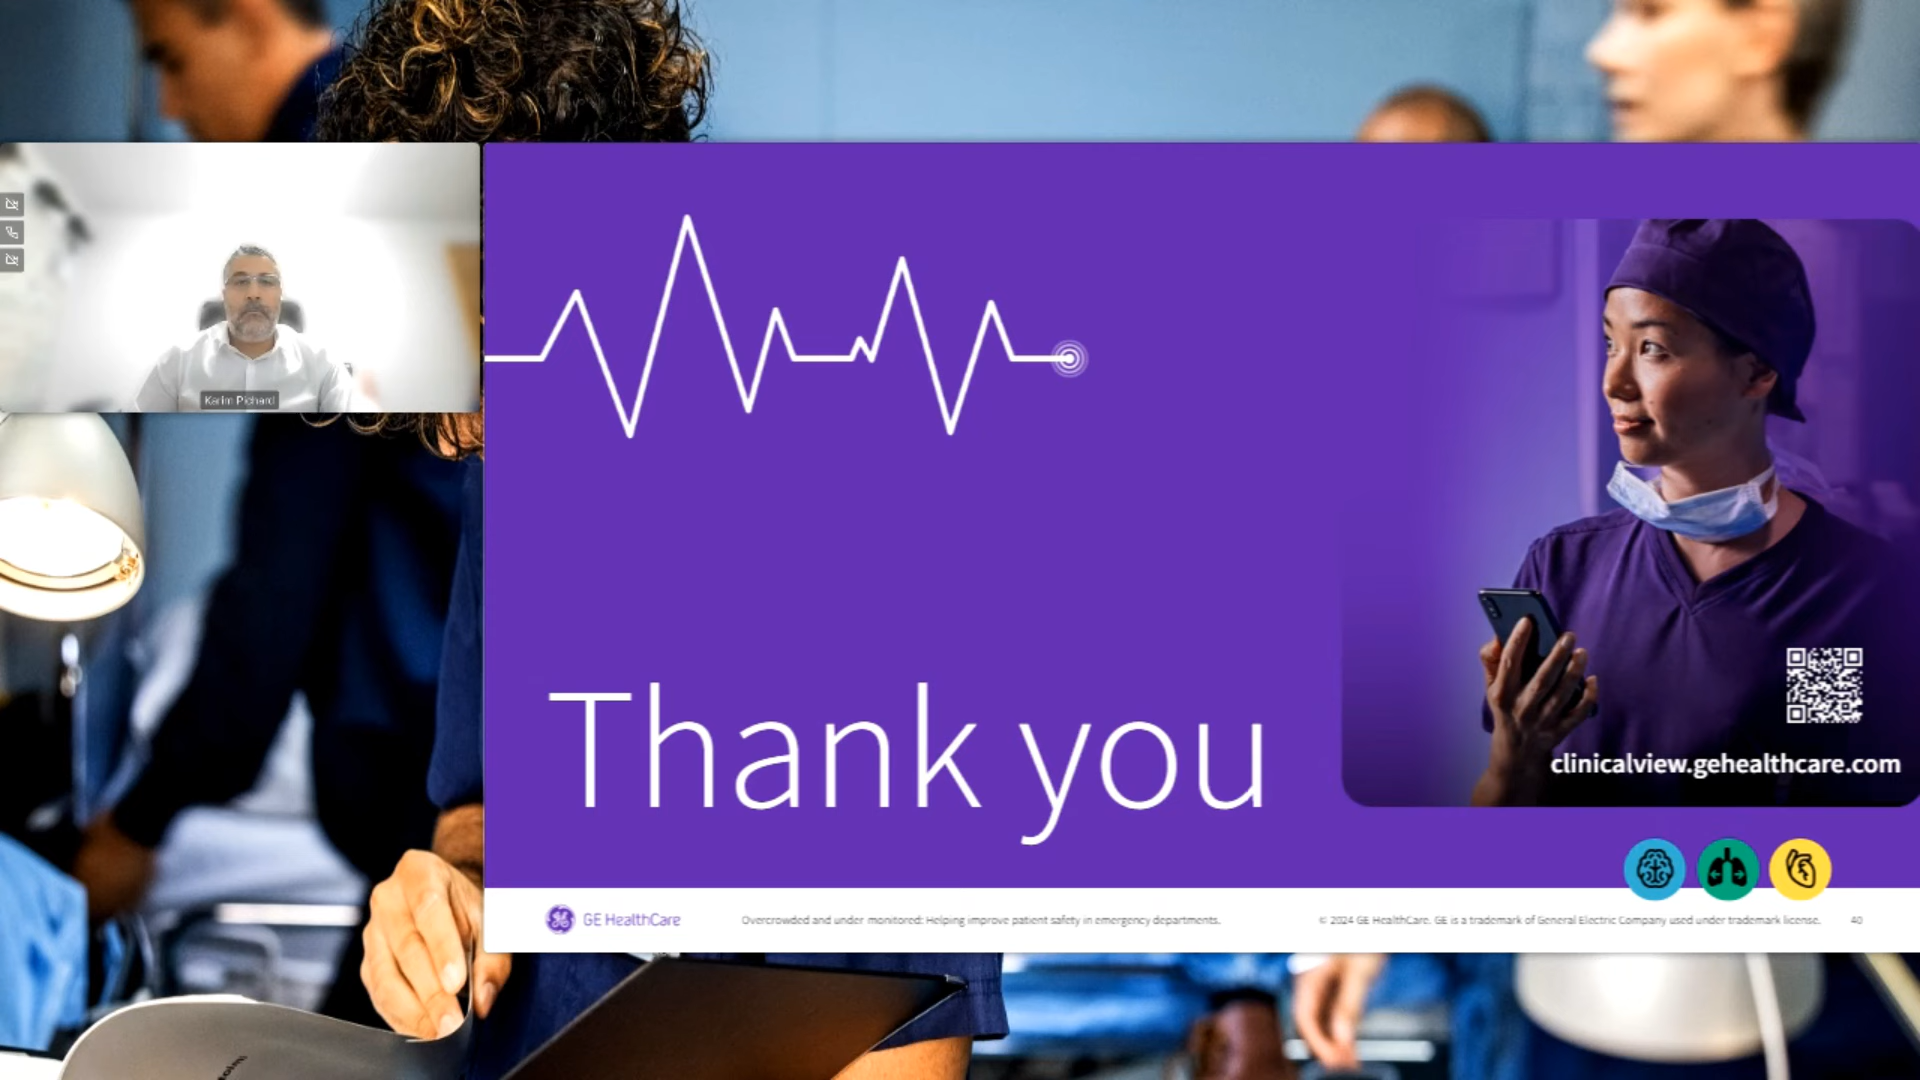 Karim Pichard
Thank you
clinicalview.gehealthcare.com
GE HealthCare
Overcrowded and under monitored: Helping improve patient safety in emergency departments.
© 2024 GE HealthCare. GE is a trademark of General Electric Company used under trademark license.
40